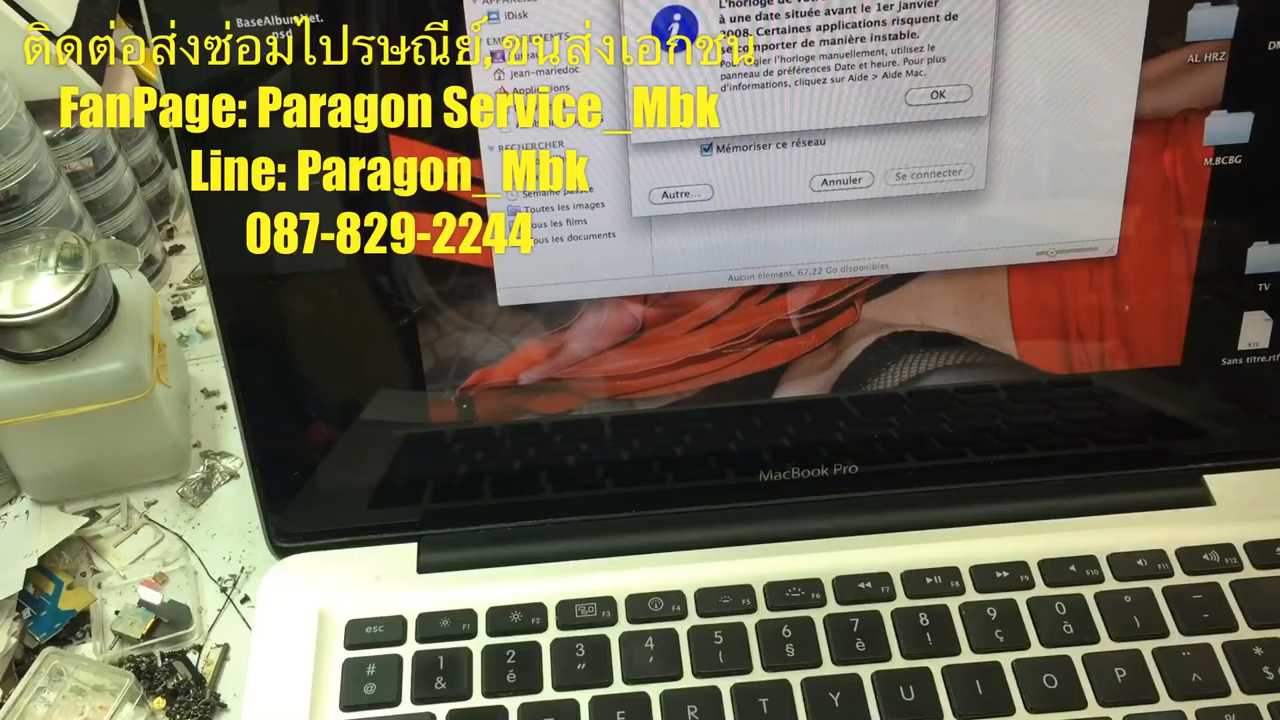 BaseAlbumNet.
psd
ติดต่อส่งซ่อมไปรษณีย์, ขนส่งเอกชน
FanPage: Paragon Service_Mbk
Line: Paragon_Mbk
087-829-2244
iDisk
jean-mariedoc
Applications
RECHERCHER
Toutes les images
Tous les films
Tous les documents
L'horloge de
à une date située avant le 1er janvier
2008. Certaines applications risquent de
se comporter de manière instable.
Pour régler l'horloge manuellement, utilisez le
panneau de préférences Date et heure. Pour plus
d'informations, cliquez sur Aide > Aide Mac.
OK
Mémoriser ce réseau
Autre...
Annuler
Se connecter
Aucun élément, 67.22 Go disponibles
AL HRZ
M.BCBG
TV
Sans titre.rtf
MacBook Pro
esc F1 F2 F3 F4 F5 F6 F7 F8 F9 F10 F11 F12
# 1 2 3 4 5 6 7 8 9 0 ° _ *
@ & é " ' ( § è ! ç à ) - $
E R T Y U I O P ¨
^